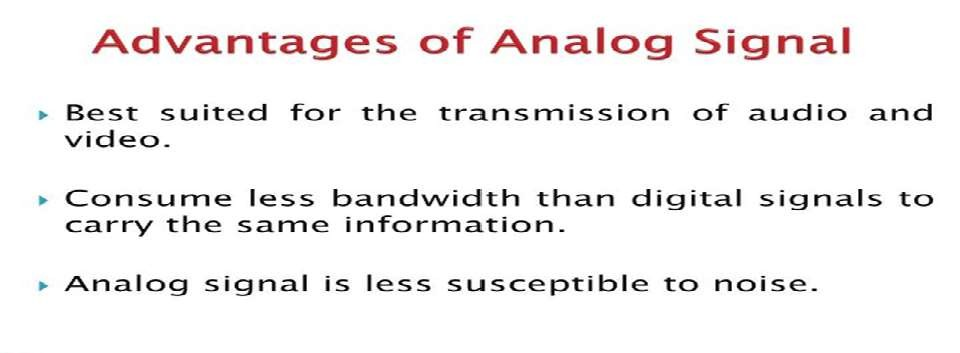 Advantages of Analog Signal
Best suited for the transmission of audio and
video.
Consume less bandwidth than digital signals to
carry the same information.
Analog signal is less susceptible to noise.